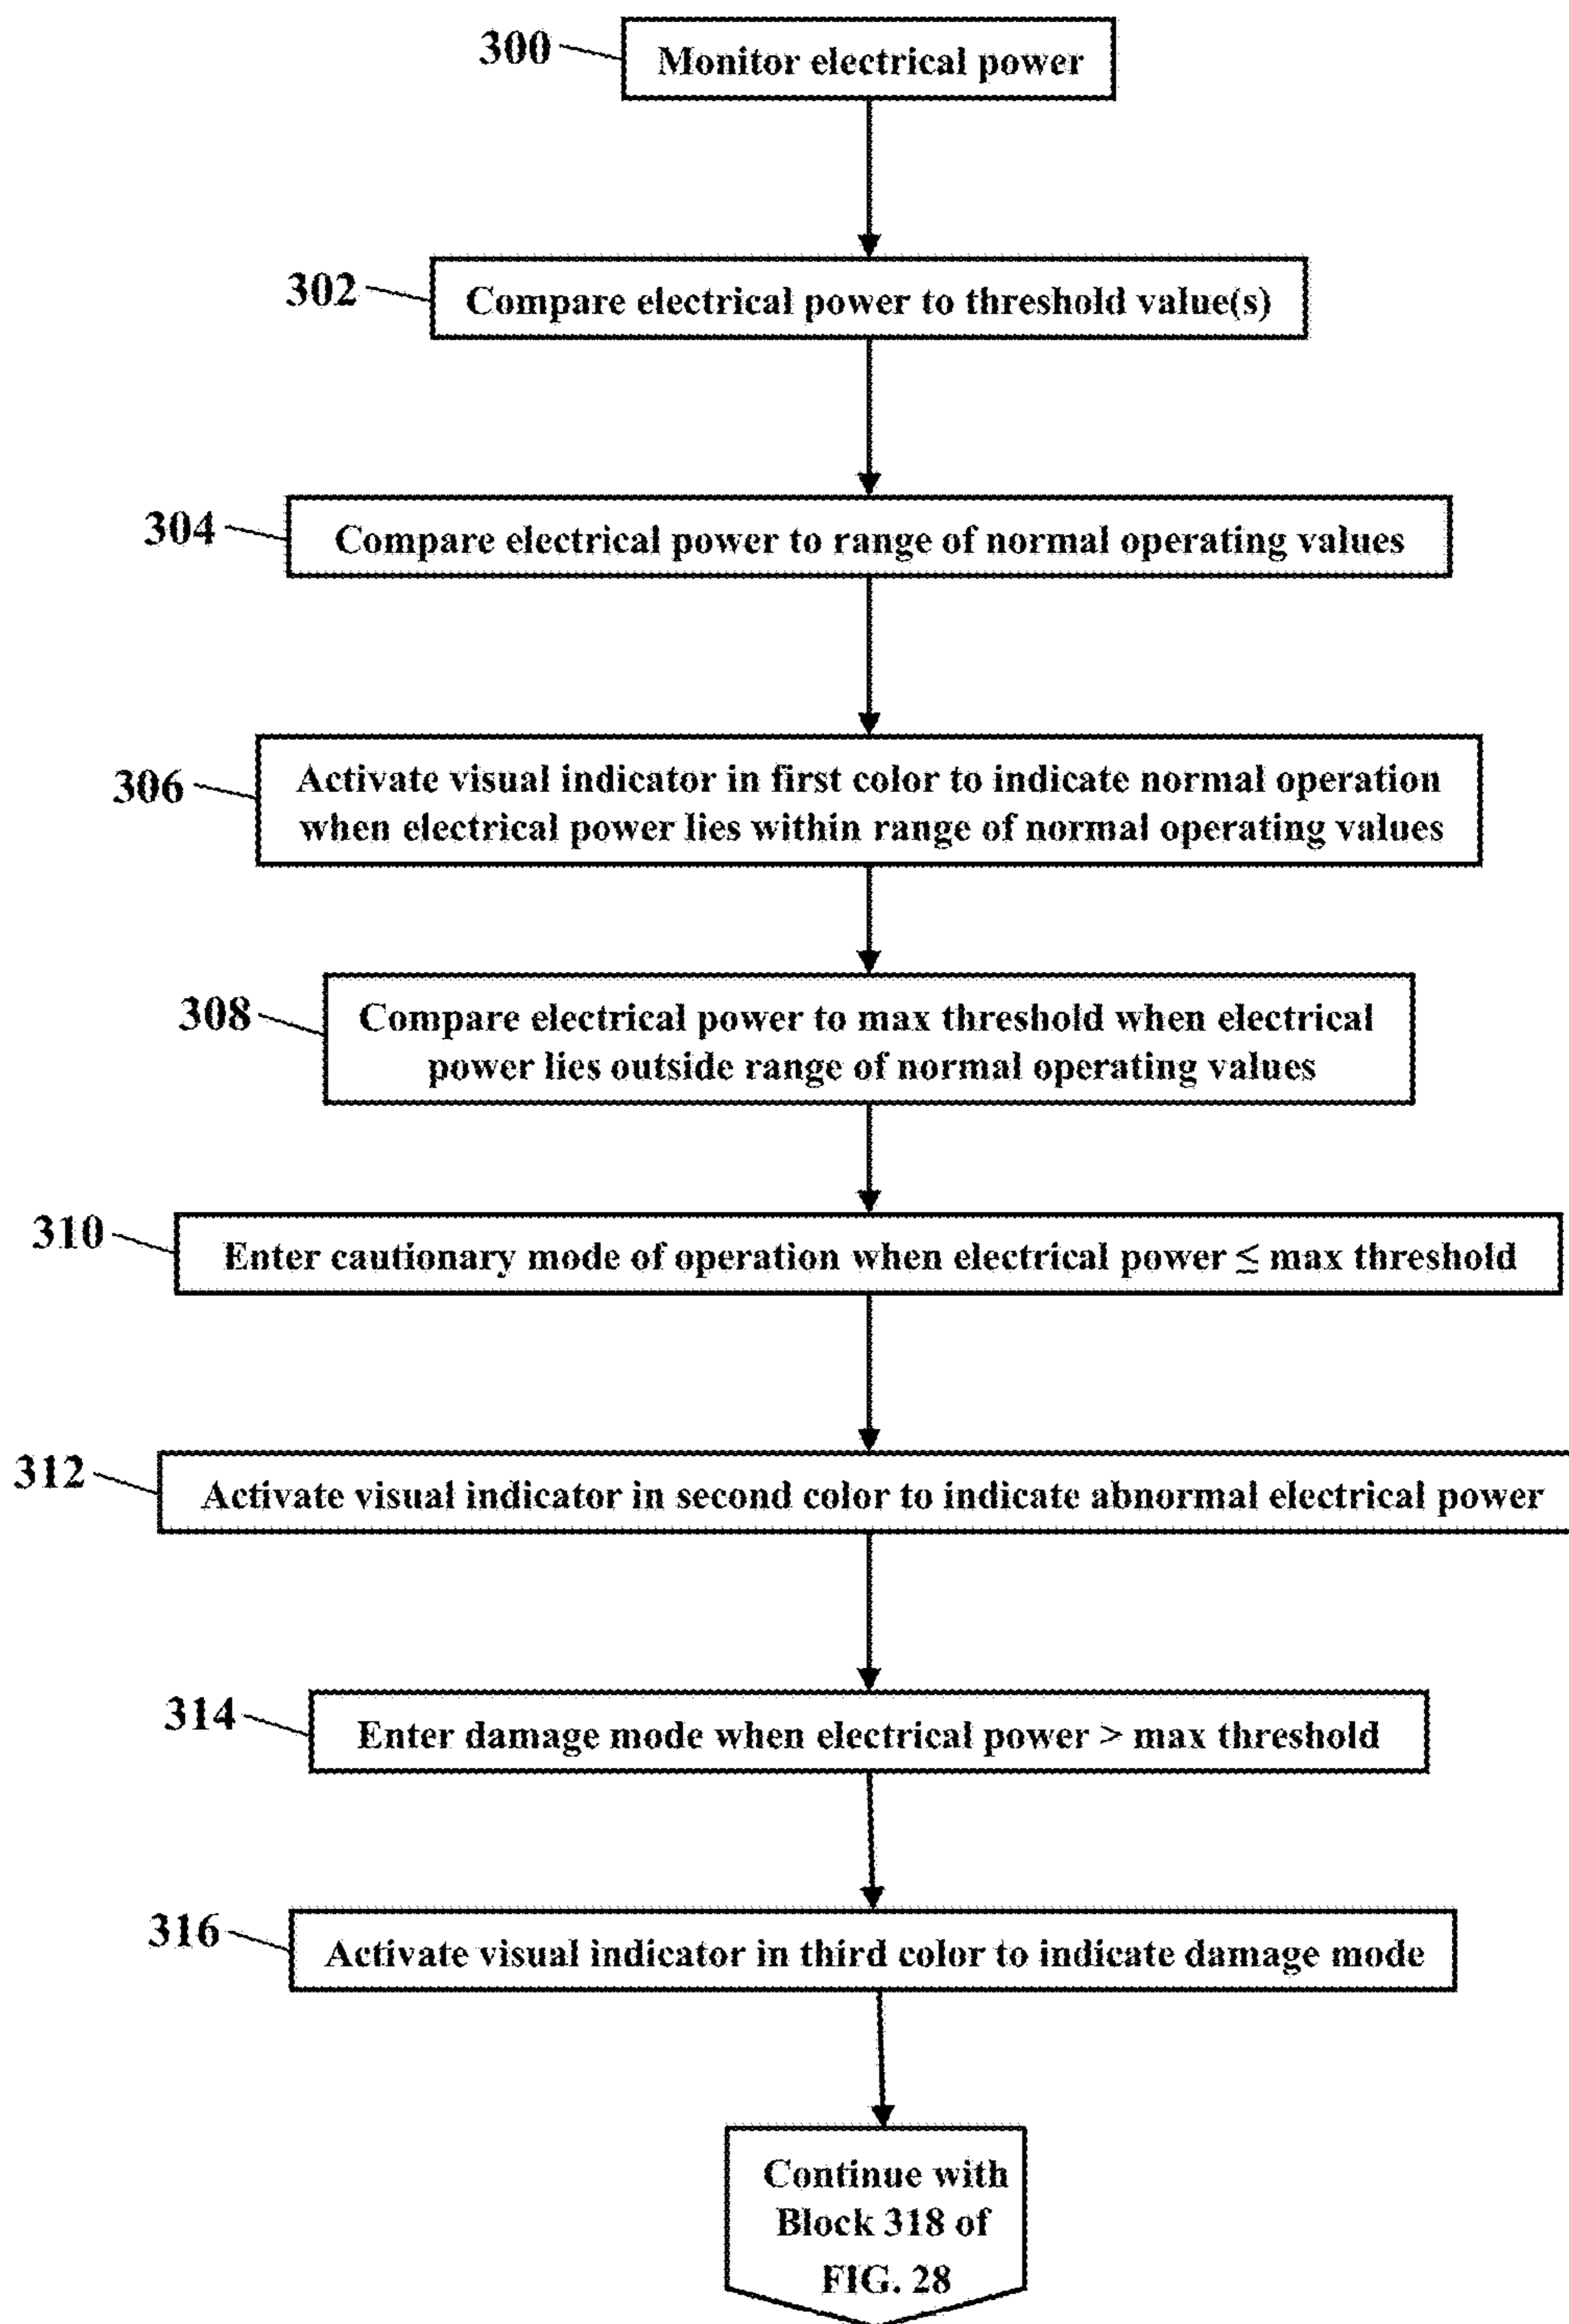 300
Monitor electrical power
302
Compare electrical power to threshold value(s)
304
Compare electrical power to range of normal operating values
306
Activate visual indicator in first color to indicate normal operation
when electrical power lies within range of normal operating values
308
Compare electrical power to max threshold when electrical
power lies outside range of normal operating values
310
Enter cautionary mode of operation when electrical power ≤ max threshold
312
Activate visual indicator in second color to indicate abnormal electrical power
314
Enter damage mode when electrical power > max threshold
316
Activate visual indicator in third color to indicate damage mode
Continue with
Block 318 of
FIG. 28